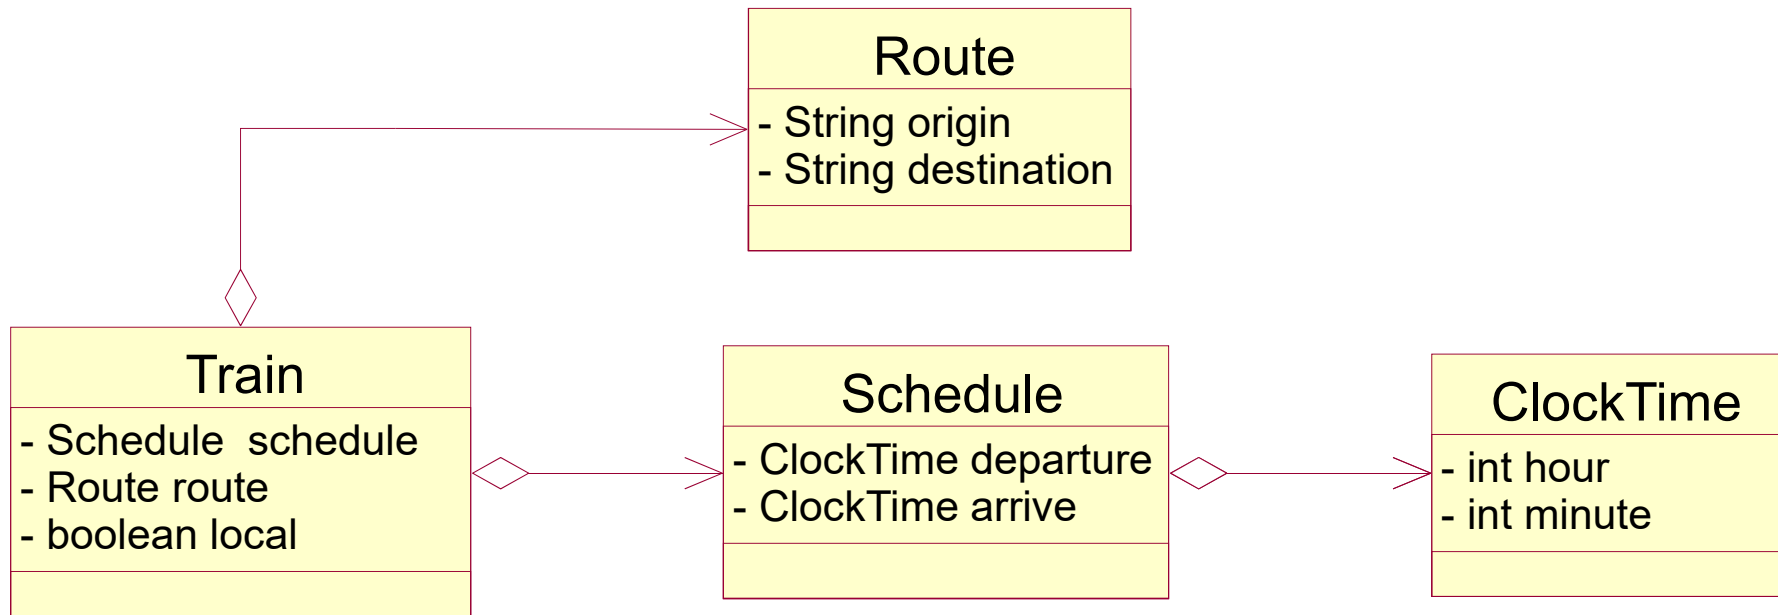 Route
- String origin
- String destination
Train
- Schedule  schedule
- Route route
- boolean local
Schedule
- ClockTime departure
- ClockTime arrive
ClockTime
- int hour
- int minute